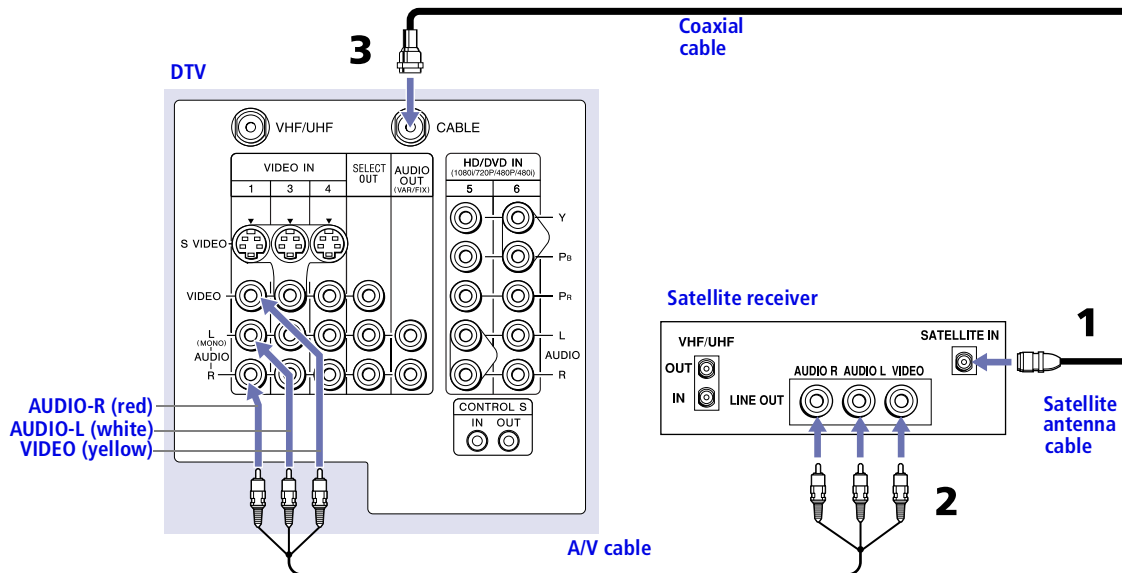 Coaxial
cable
3
DTV
VHF/UHF
CABLE
VIDEO IN
SELECT
OUT
AUDIO
OUT
(VAR/FIX)
1
3
4
HD/DVD IN
(1080i/720P/480P/480i)
5
6
S VIDEO
VIDEO
L
(MONO)
AUDIO
R
Y
PB
PR
L
AUDIO
R
CONTROL S
IN
OUT
AUDIO-R (red)
AUDIO-L (white)
VIDEO (yellow)
A/V cable
Satellite receiver
VHF/UHF
OUT
IN
LINE OUT
AUDIO R
AUDIO L
VIDEO
SATELLITE IN
1
Satellite
antenna
cable
2